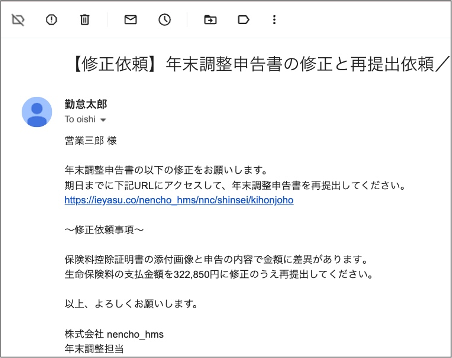 【修正依頼】年末調整申告書の修正と再提出依頼／
勤怠太郎
To oishi
営業三郎 様
年末調整申告書の以下の修正をお願いします。
期日までに下記URLにアクセスして、年末調整申告書を再提出してください。
https://ieyasu.co/nencho_hms/nnc/shinsei/kihonjoho
～修正依頼事項～
保険料控除証明書の添付画像と申告の内容で金額に差異があります。
生命保険料の支払金額を322,850円に修正のうえ再提出してください。
以上、よろしくお願いします。
株式会社 nencho_hms
年末調整担当